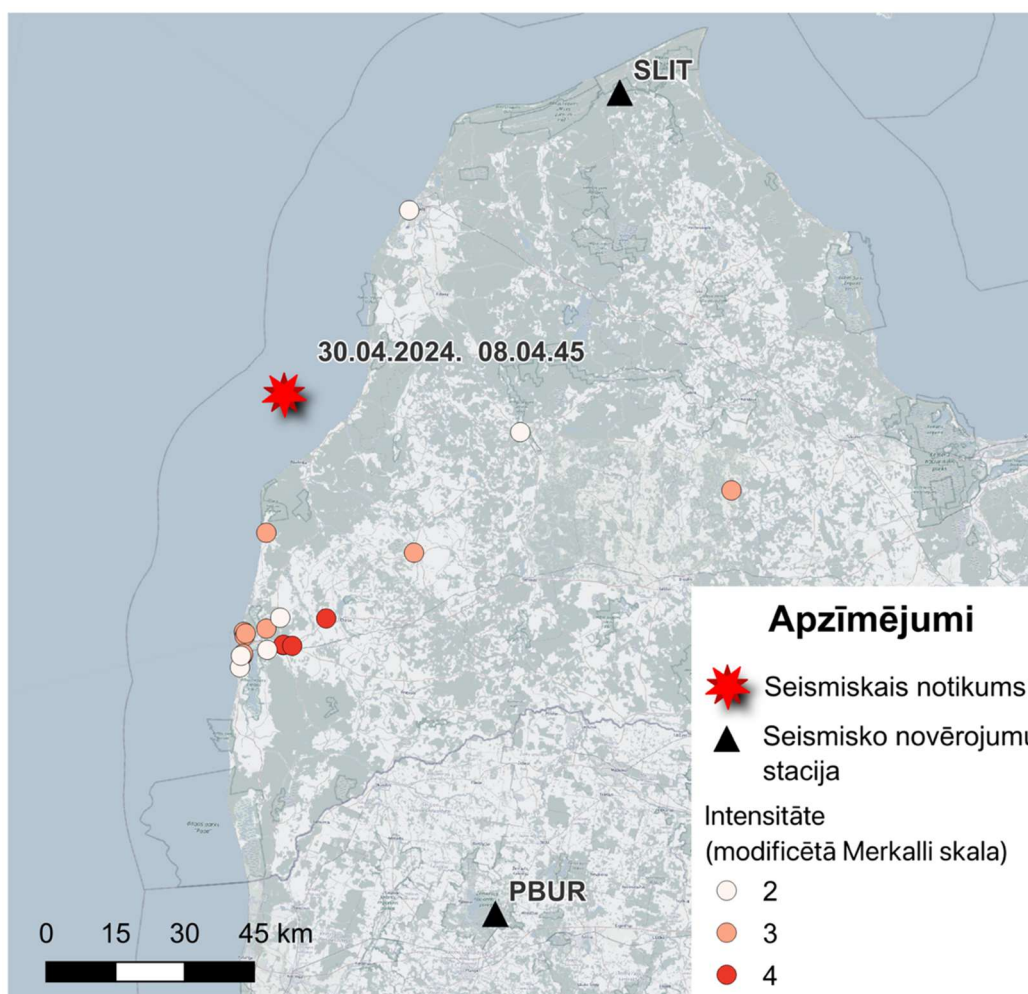 SLIT
30.04.2024. 08.04.45
PBUR
0 15 30 45 km
Apzīmējumi
Seismiskais notikums
Seismisko novērojumu
stacija
Intensitāte
(modificētā Merkalli skala)
2
3
4